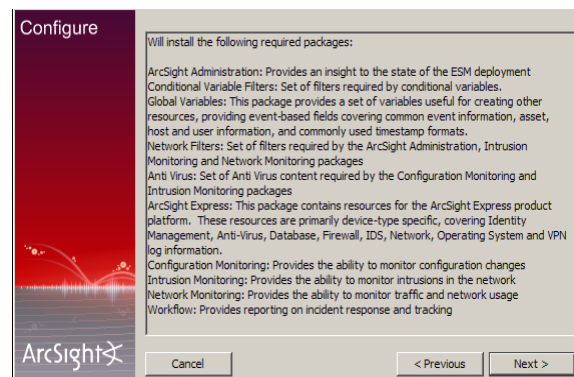 Configure
Will install the following required packages:
ArcSight Administration: Provides an insight to the state of the ESM deployment
Conditional Variable Filters: Set of filters required by conditional variables.
Global Variables: This package provides a set of variables useful for creating other
resources, providing event-based fields covering common event information, asset,
host and user information, and commonly used timestamp formats.
Network Filters: Set of filters required by the ArcSight Administration, Intrusion
Monitoring and Network Monitoring packages
Anti Virus: Set of Anti Virus content required by the Configuration Monitoring and
Intrusion Monitoring packages
ArcSight Express: This package contains resources for the ArcSight Express product
platform.  These resources are primarily device-type specific, covering Identity
Management, Anti-Virus, Database, Firewall, IDS, Network, Operating System and VPN
log information.
Configuration Monitoring: Provides the ability to monitor configuration changes
Intrusion Monitoring: Provides the ability to monitor intrusions in the network
Network Monitoring: Provides the ability to monitor traffic and network usage
Workflow: Provides reporting on incident response and tracking
ArcSight
Cancel
< Previous
Next >